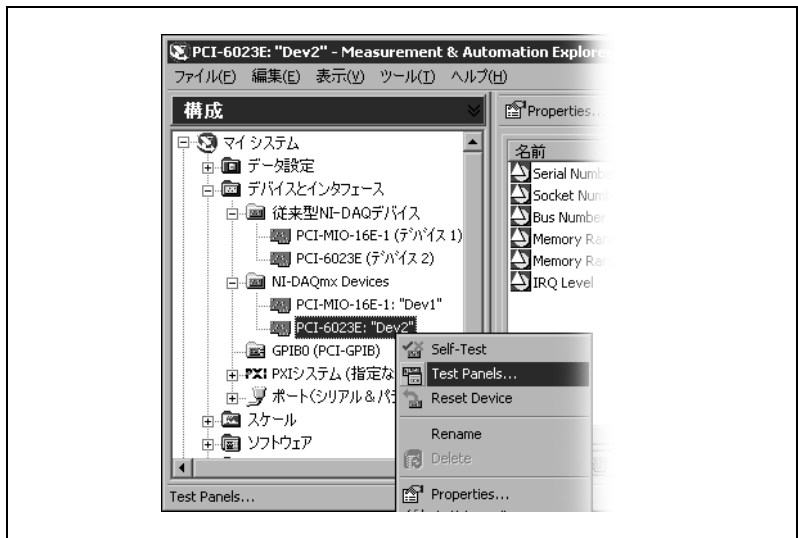 PCI-6023E: "Dev2" - Measurement & Automation Explorer
ファイル(F) 編集(E) 表示(V) ツール(T) ヘルプ(H)
構成
マイ システム
データ設定
デバイスとインタフェース
従来型NI-DAQデバイス
PCI-MIO-16E-1 (デバイス 1)
PCI-6023E (デバイス 2)
NI-DAQmx Devices
PCI-MIO-16E-1: "Dev1"
PCI-6023E: "Dev2"
GPIB0 (PCI-GPIB)
PXI PXIシステム (指定な
ポート(シリアル＆パラ
スケール
ソフトウェア
Test Panels...
Properties...
名前
Serial Number
Socket Num
Bus Number
Memory Ran
Memory Ran
IRQ Level
Self-Test
Test Panels...
Reset Device
Rename
Delete
Properties...